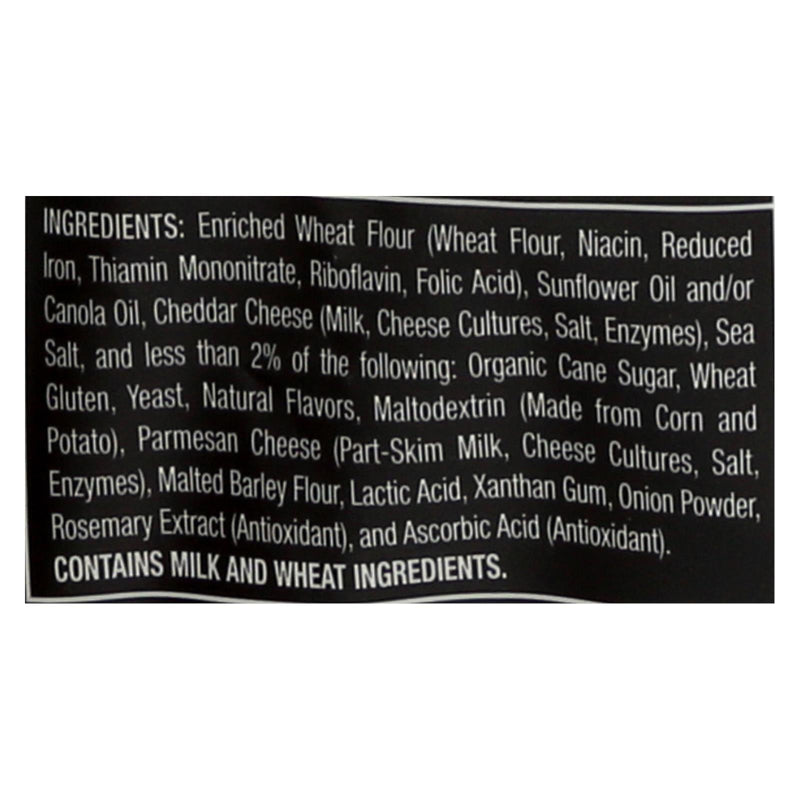 INGREDIENTS: Enriched Wheat Flour (Wheat Flour, Niacin, Reduced
Iron, Thiamin Mononitrate, Riboflavin, Folic Acid), Sunflower Oil and/or
Canola Oil, Cheddar Cheese (Milk, Cheese Cultures, Salt, Enzymes), Sea
Salt, and less than 2% of the following: Organic Cane Sugar, Wheat
Gluten, Yeast, Natural Flavors, Maltodextrin (Made from Corn and
Potato), Parmesan Cheese (Part-Skim Milk, Cheese Cultures, Salt,
Enzymes), Malted Barley Flour, Lactic Acid, Xanthan Gum, Onion Powder,
Rosemary Extract (Antioxidant), and Ascorbic Acid (Antioxidant).
CONTAINS MILK AND WHEAT INGREDIENTS.